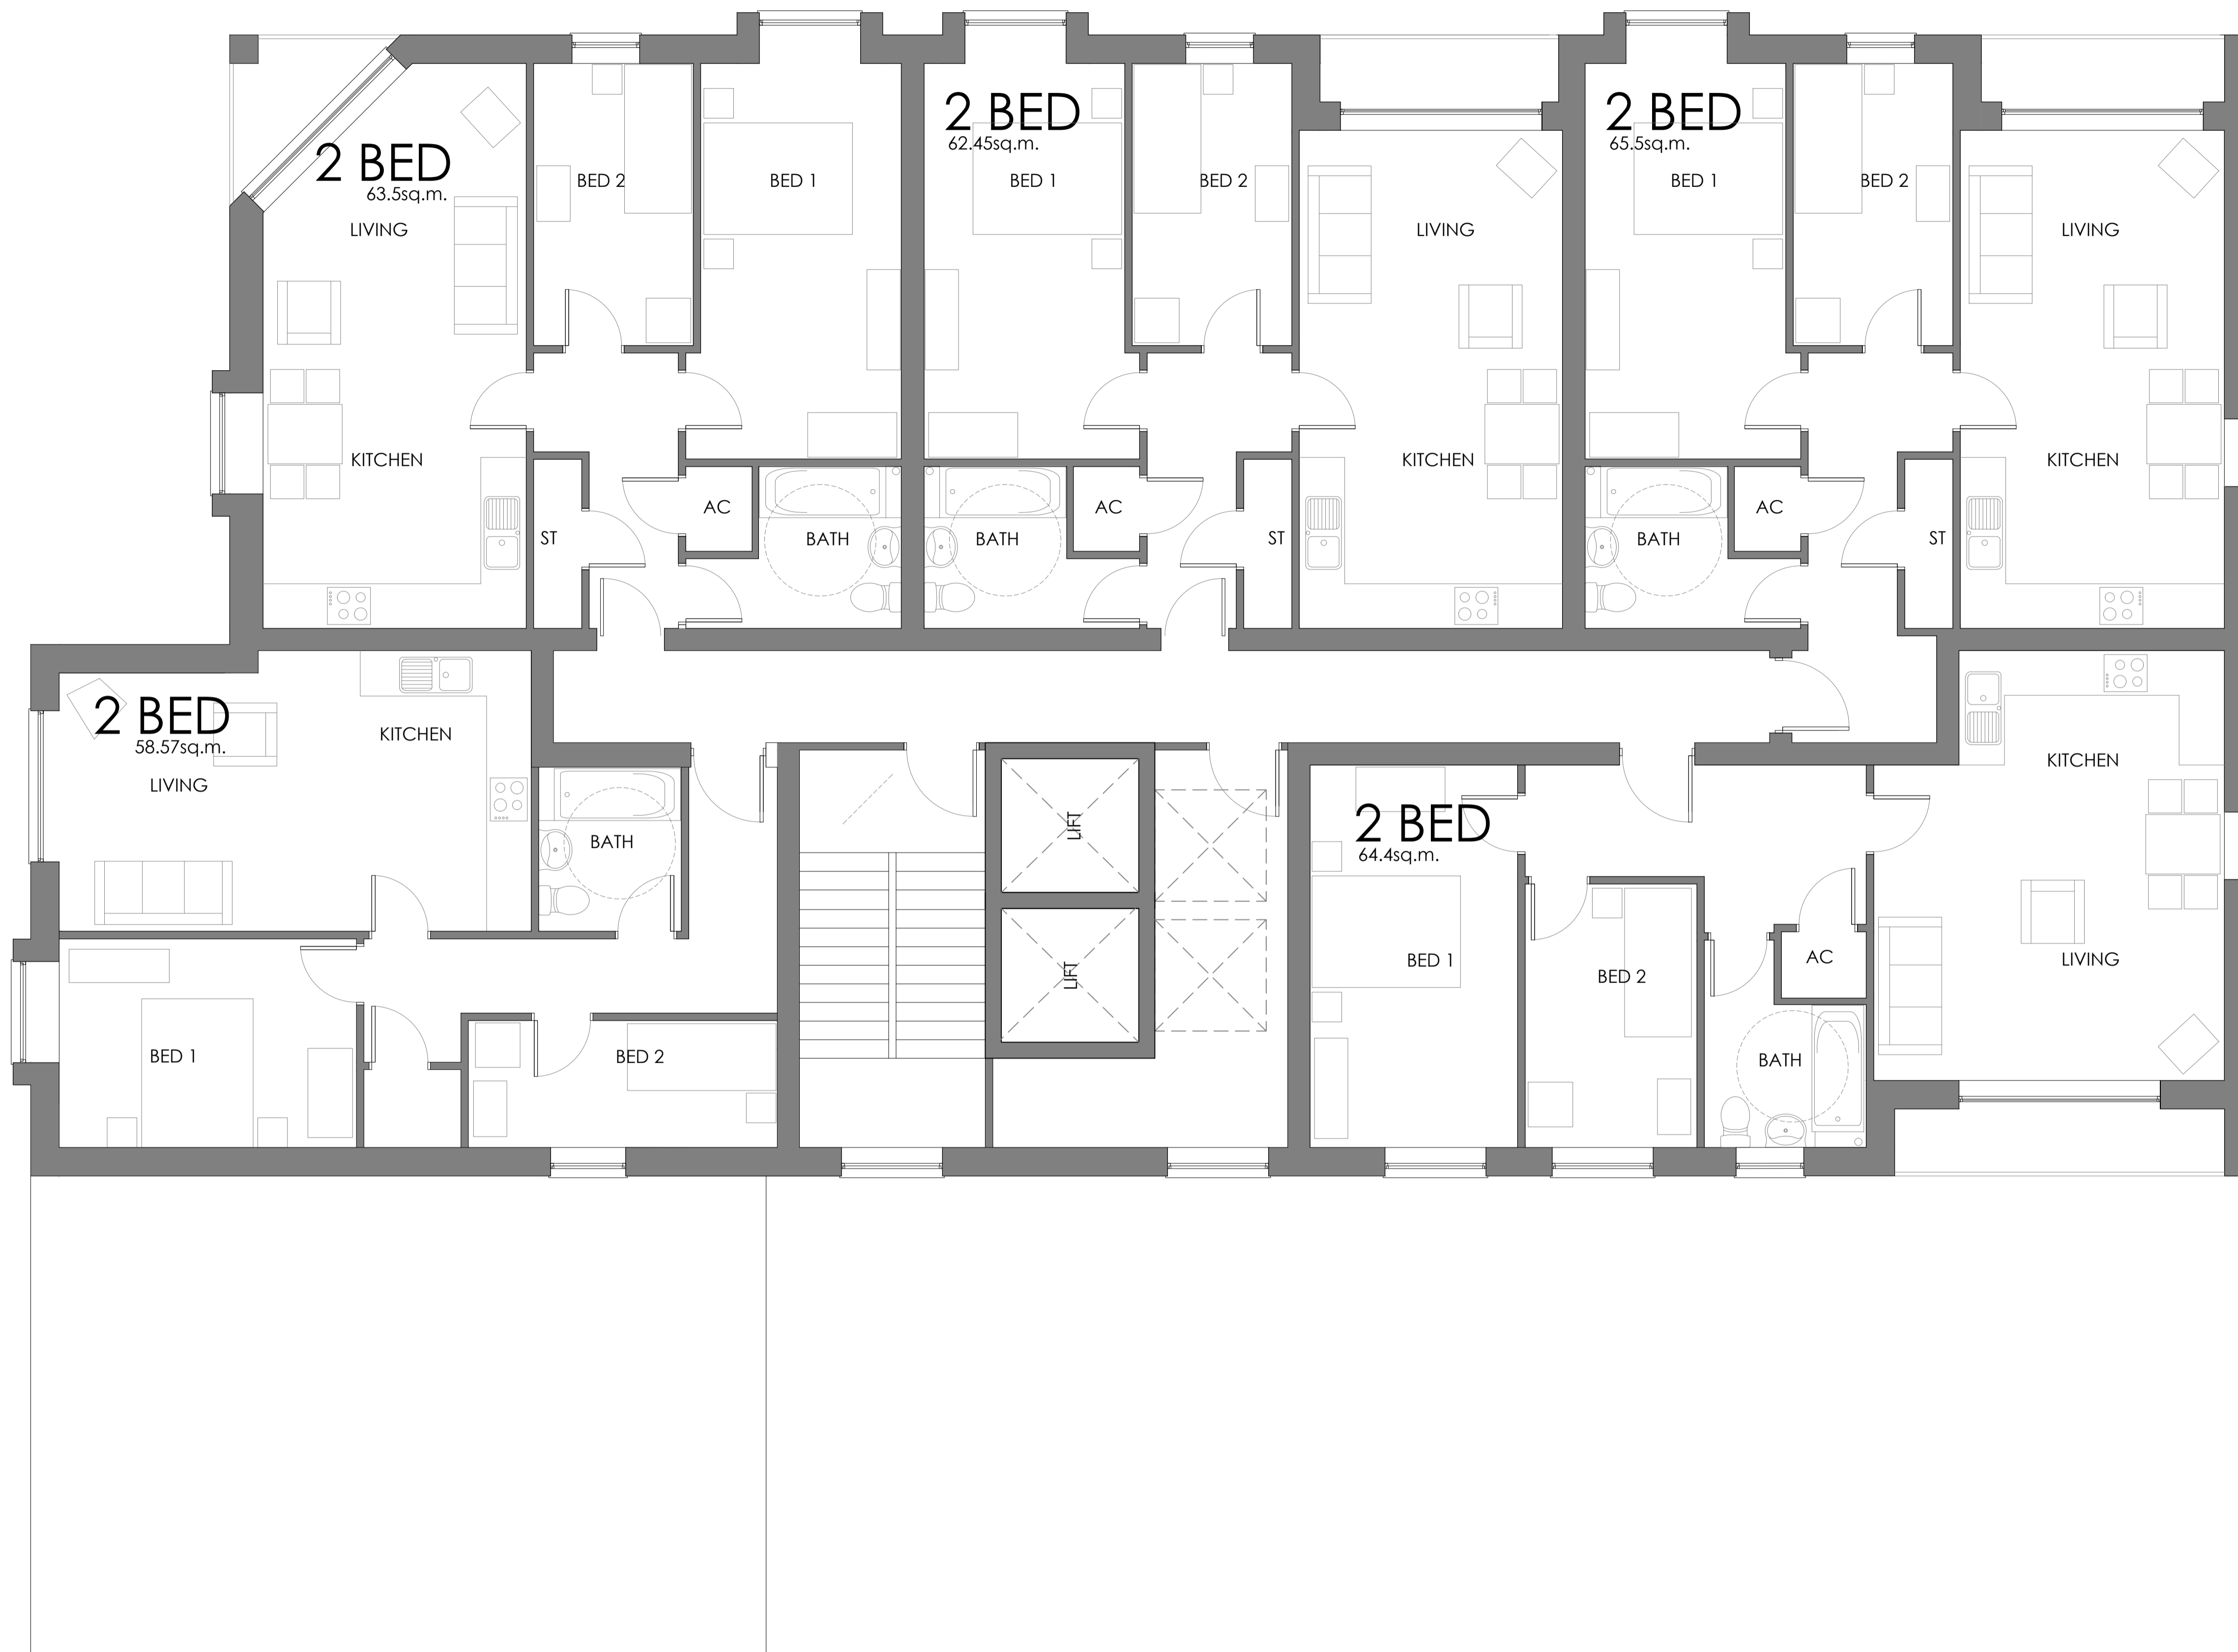 2 BED
63.5sq.m.
LIVING
KITCHEN
BED 2
BED 1
ST
AC
BATH
2 BED
62.45sq.m.
BED 1
BED 2
LIVING
KITCHEN
BATH
AC
ST
2 BED
65.5sq.m.
BED 1
BED 2
LIVING
KITCHEN
BATH
AC
ST
2 BED
58.57sq.m.
LIVING
KITCHEN
BATH
BED 1
BED 2
LIFT
LIFT
2 BED
64.4sq.m.
BED 1
BED 2
BATH
AC
KITCHEN
LIVING